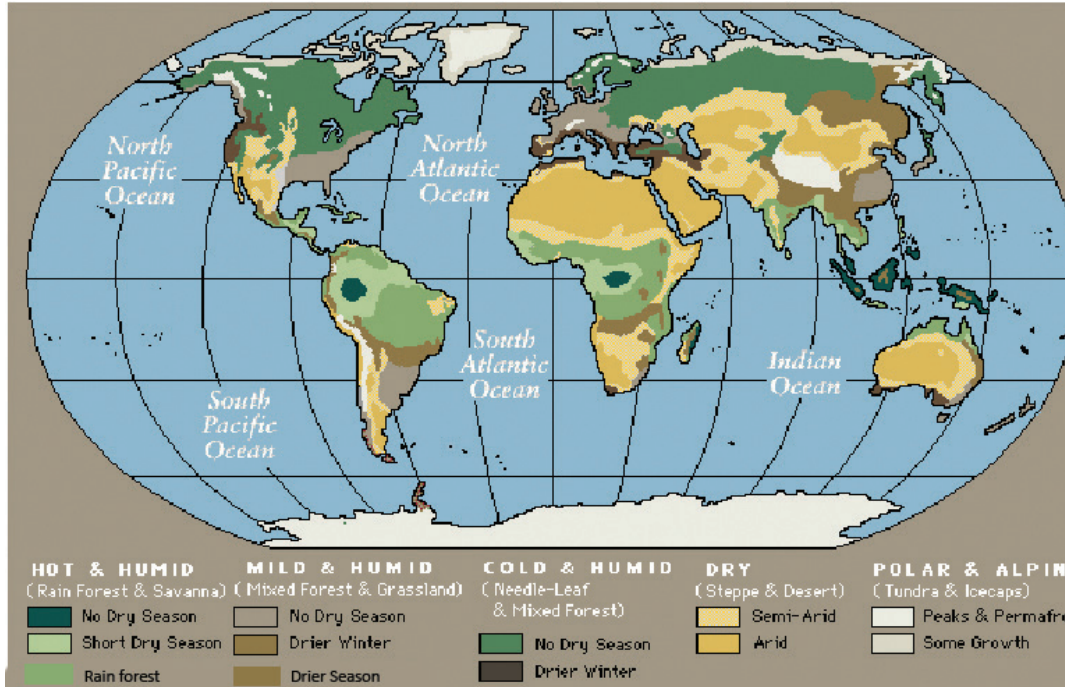 North
Pacific
Ocean
North
Atlantic
Ocean
South
Pacific
Ocean
South
Atlantic
Ocean
Indian
Ocean
HOT & HUMID
(Rain Forest & Savanna)
No Dry Season
Short Dry Season
Rain forest
MILD & HUMID
(Mixed Forest & Grassland)
No Dry Season
Drier Winter
Drier Season
COLD & HUMID
(Needle-Leaf
& Mixed Forest)
No Dry Season
Drier Winter
DRY
(Steppe & Desert)
Semi-Arid
Arid
POLAR & ALPIN
(Tundra & Icecaps)
Peaks & Permafre
Some Growth